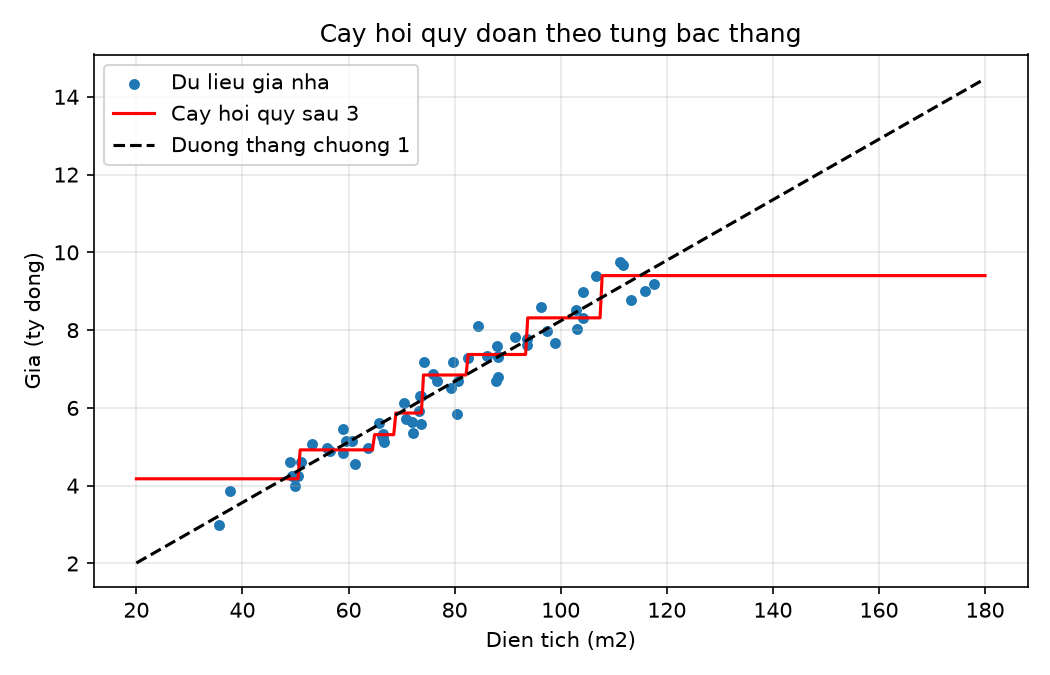 Cay hoi quy doan theo tung bac thang
Du lieu gia nha
Cay hoi quy sau 3
Duong thang chuong 1
Gia (ty dong)
14
12
10
8
6
4
2
20 40 60 80 100 120 140 160 180
Dien tich (m2)